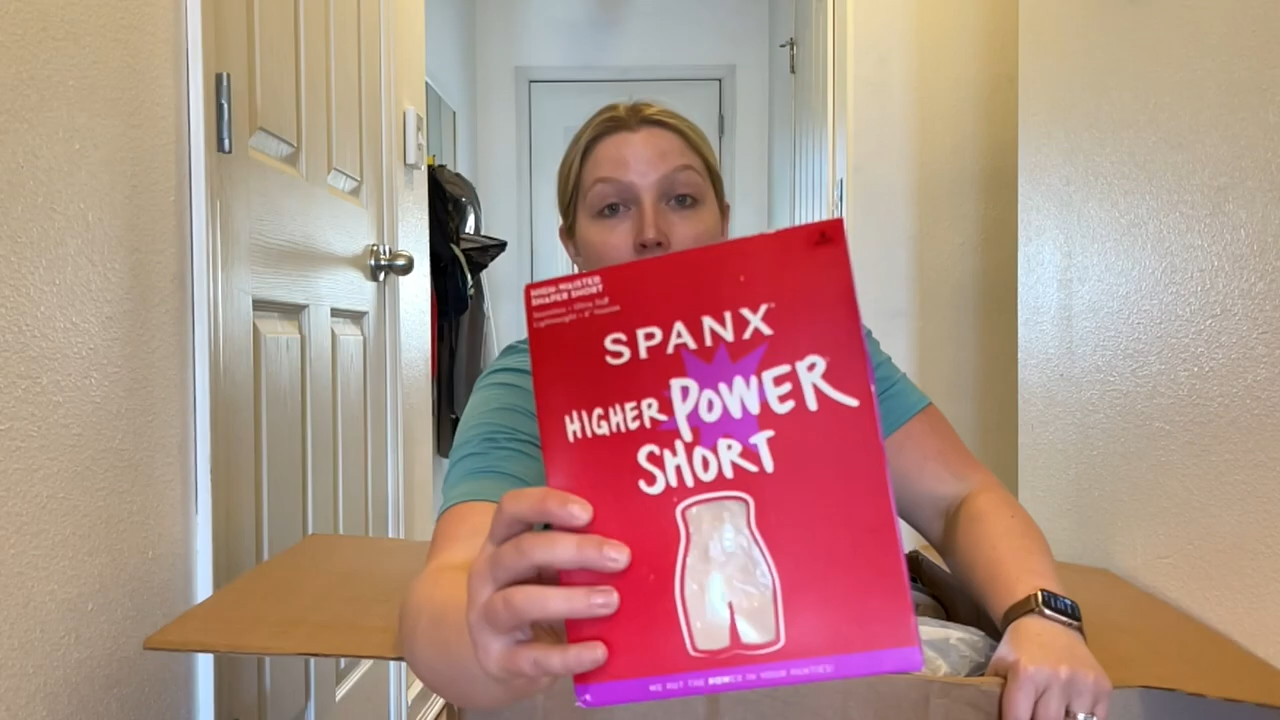 HIGH-WAISTED
SHAPER SHORT
SPANX®
HIGHER POWER
SHORT
WE PUT THE POWER IN YOUR PANTIES!